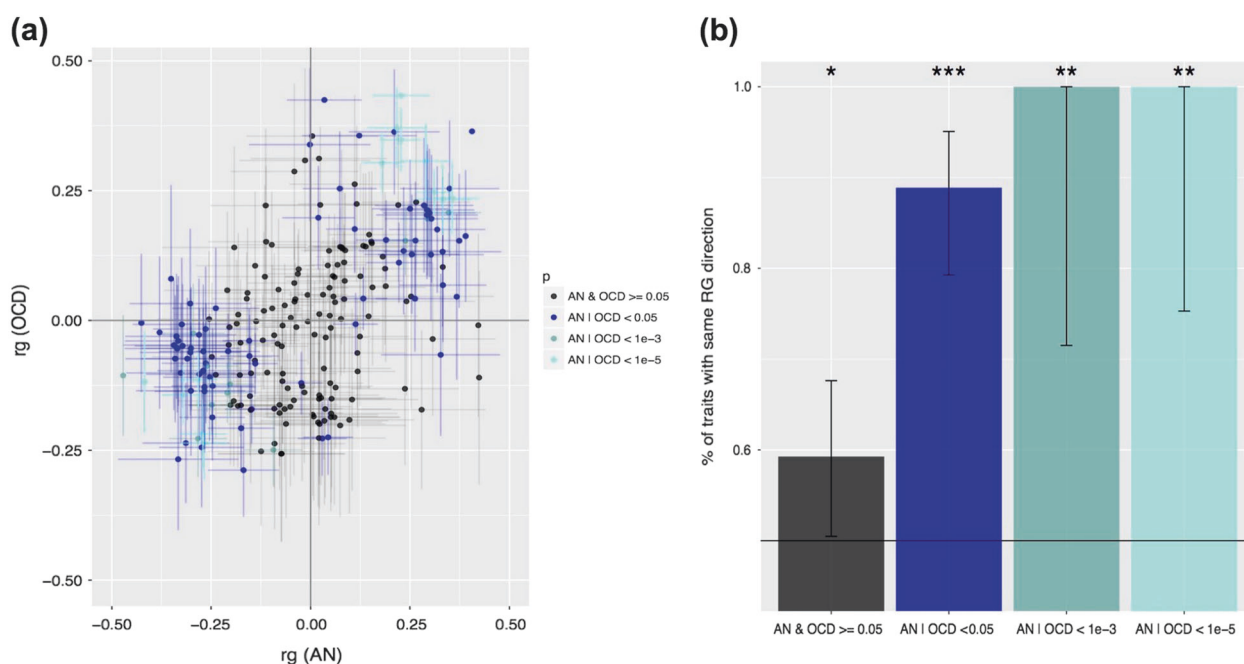 (a)
0.50
0.25
0.00
−0.25
−0.50
rg (OCD)
−0.50 −0.25 0.00 0.25 0.50
rg (AN)
p
AN & OCD >= 0.05
AN | OCD < 0.05
AN | OCD < 1e−3
AN | OCD < 1e−5
(b)
* *** ** **
1.0
0.8
0.6
% of traits with same RG direction
AN & OCD >= 0.05 AN | OCD <0.05 AN | OCD < 1e−3 AN | OCD < 1e−5